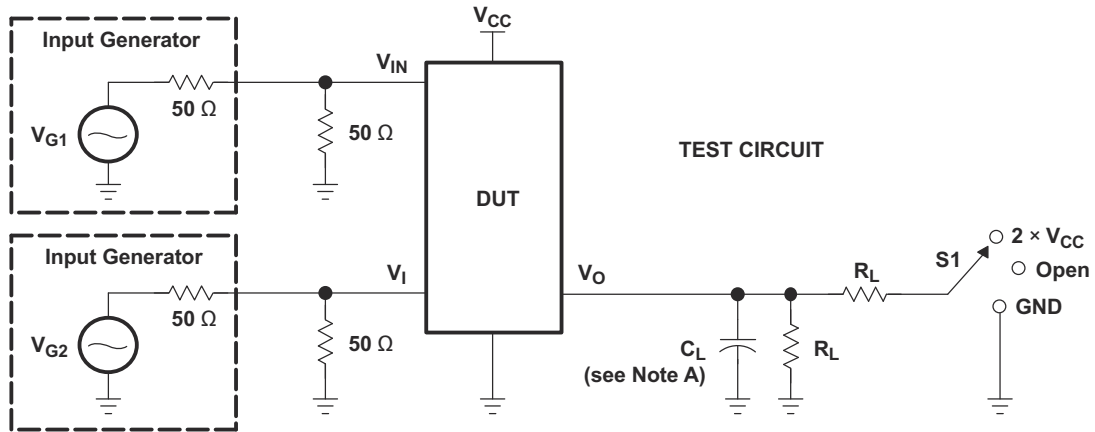 Input Generator
V_CC
V_IN
50 Ω
V_G1
50 Ω
TEST CIRCUIT
DUT
Input Generator
V_I
V_O
50 Ω
V_G2
50 Ω
C_L
(see Note A)
R_L
R_L
S1
2 × V_CC
Open
GND